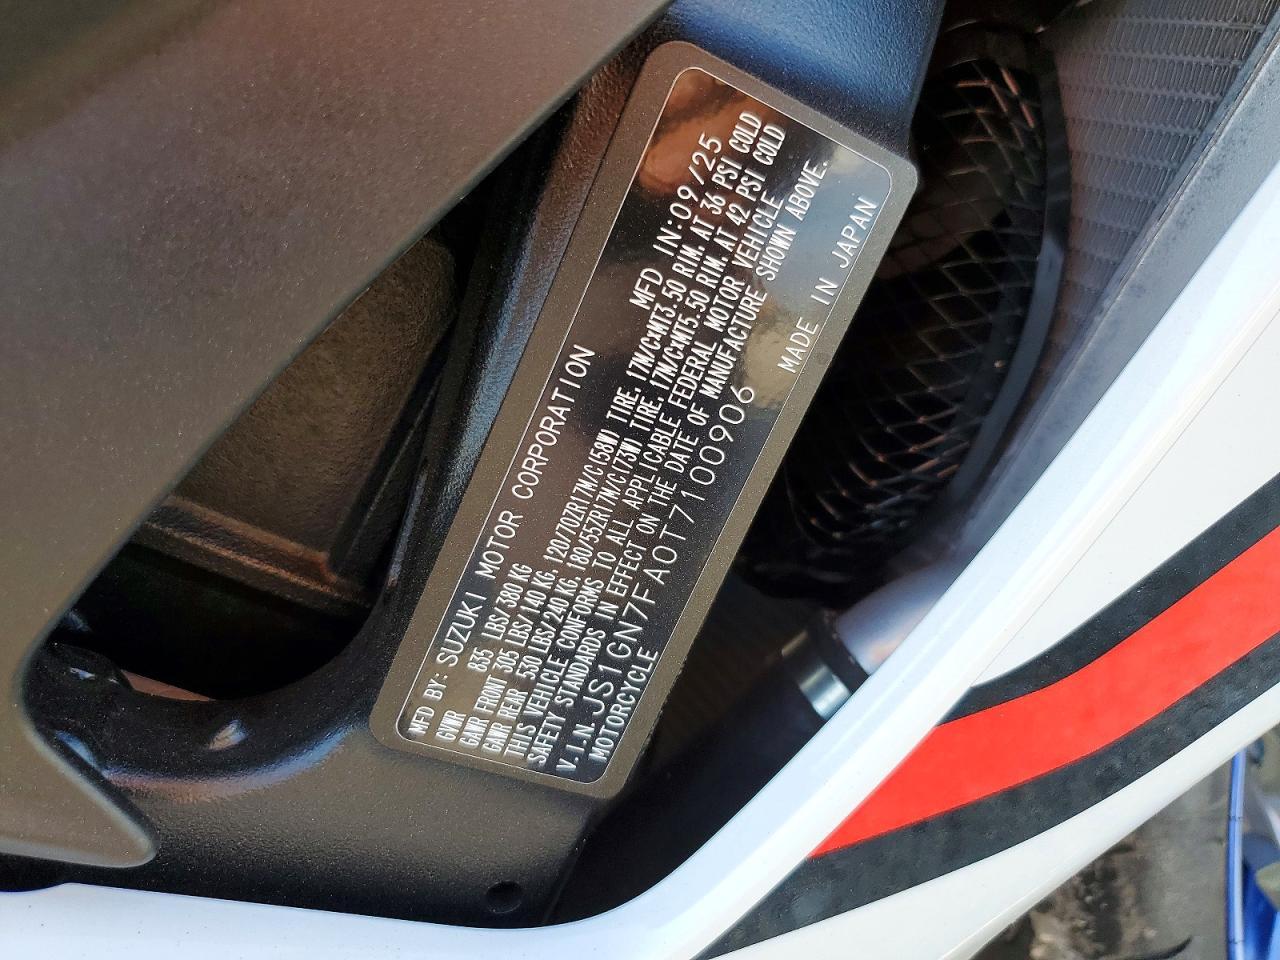 MFD BY: SUZUKI MOTOR CORPORATION MFD IN:09/25
GVWR 835 LBS/380 KG
GAWR FRONT 305 LBS/140 KG. 120/70ZR17M/C(58W) TIRE. 17M/C×MT3.50 RIM. AT 36 PSI COLD
GAWR REAR 530 LBS/240 KG. 180/55ZR17M/C(73W) TIRE. 17M/C×MT5.50 RIM. AT 42 PSI COLD
THIS VEHICLE CONFORMS TO ALL APPLICABLE FEDERAL MOTOR VEHICLE
SAFETY STANDARDS IN EFFECT ON THE DATE OF MANUFACTURE SHOWN ABOVE.
V.I.N. JS1GN7FA0T7100906
MOTORCYCLE MADE IN JAPAN